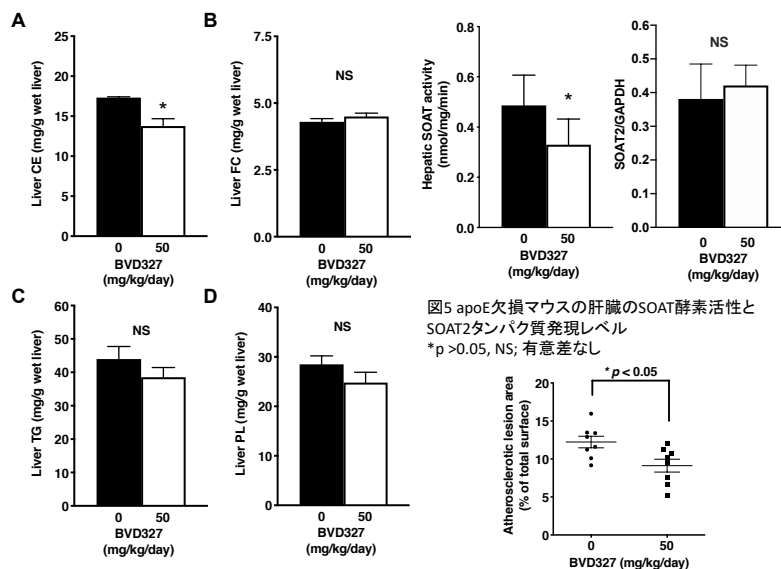 A
Liver CE (mg/g wet liver)
25
20
15
10
5
0
*
0 50
BVD327
(mg/kg/day)
B
Liver FC (mg/g wet liver)
7.5
5.0
2.5
0.0
NS
0 50
BVD327
(mg/kg/day)
Hepatic SOAT activity
(nmol/mg/min)
0.8
0.6
0.4
0.2
0.0
*
0 50
BVD327
(mg/kg/day)
SOAT2/GAPDH
0.6
0.5
0.4
0.3
0.2
0.1
0.0
NS
0 50
BVD327
(mg/kg/day)
C
Liver TG (mg/g wet liver)
60
50
40
30
20
10
0
NS
0 50
BVD327
(mg/kg/day)
D
Liver PL (mg/g wet liver)
40
30
20
10
0
NS
0 50
BVD327
(mg/kg/day)
図5 apoE欠損マウスの肝臓のSOAT酵素活性と
SOAT2タンパク質発現レベル
*p >0.05, NS; 有意差なし
* p < 0.05
Atherosclerotic lesion area
(% of total surface)
20
15
10
5
0
0 50
BVD327 (mg/kg/day)